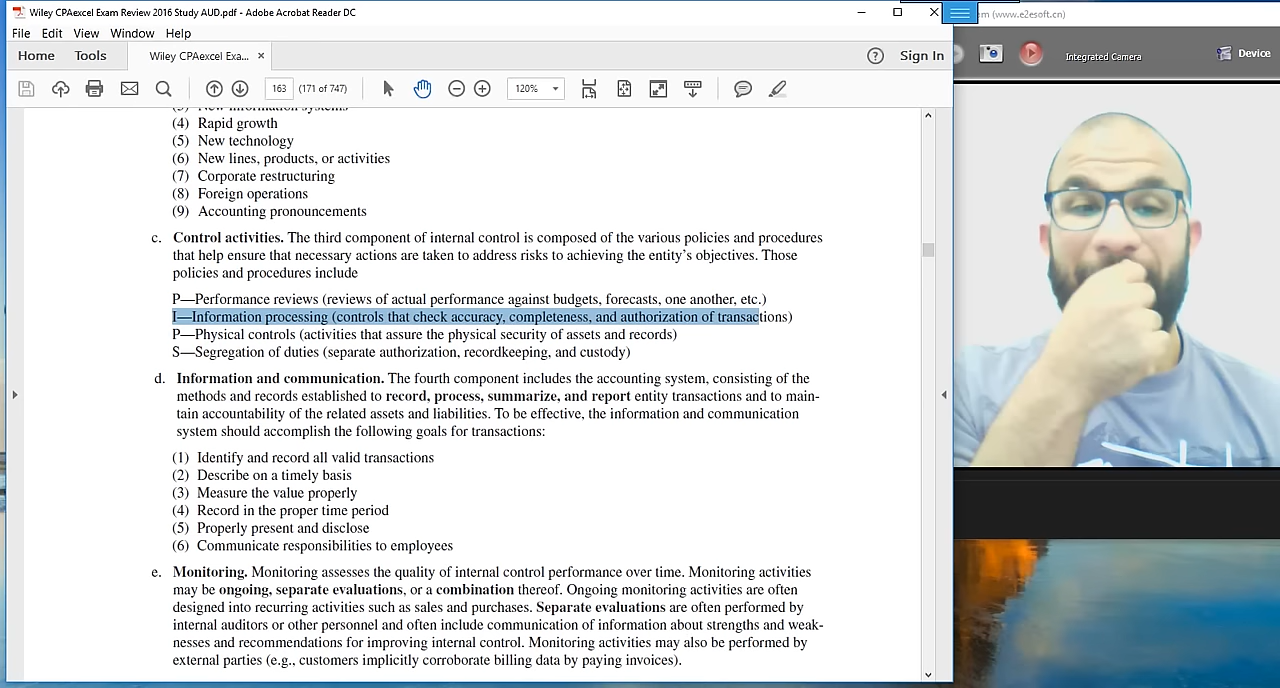 Wiley CPAexcel Exam Review 2016 Study AUD.pdf - Adobe Acrobat Reader DC
(www.e2esoft.cn)
File Edit View Window Help
Home Tools Wiley CPAexcel Exa... × Sign In
Integrated Camera Device
163 (171 of 747) 120%
(4) Rapid growth
(5) New technology
(6) New lines, products, or activities
(7) Corporate restructuring
(8) Foreign operations
(9) Accounting pronouncements
c. Control activities. The third component of internal control is composed of the various policies and procedures
that help ensure that necessary actions are taken to address risks to achieving the entity's objectives. Those
policies and procedures include
P—Performance reviews (reviews of actual performance against budgets, forecasts, one another, etc.)
I—Information processing (controls that check accuracy, completeness, and authorization of transactions)
P—Physical controls (activities that assure the physical security of assets and records)
S—Segregation of duties (separate authorization, recordkeeping, and custody)
d. Information and communication. The fourth component includes the accounting system, consisting of the
methods and records established to record, process, summarize, and report entity transactions and to main-
tain accountability of the related assets and liabilities. To be effective, the information and communication
system should accomplish the following goals for transactions:
(1) Identify and record all valid transactions
(2) Describe on a timely basis
(3) Measure the value properly
(4) Record in the proper time period
(5) Properly present and disclose
(6) Communicate responsibilities to employees
e. Monitoring. Monitoring assesses the quality of internal control performance over time. Monitoring activities
may be ongoing, separate evaluations, or a combination thereof. Ongoing monitoring activities are often
designed into recurring activities such as sales and purchases. Separate evaluations are often performed by
internal auditors or other personnel and often include communication of information about strengths and weak-
nesses and recommendations for improving internal control. Monitoring activities may also be performed by
external parties (e.g., customers implicitly corroborate billing data by paying invoices).